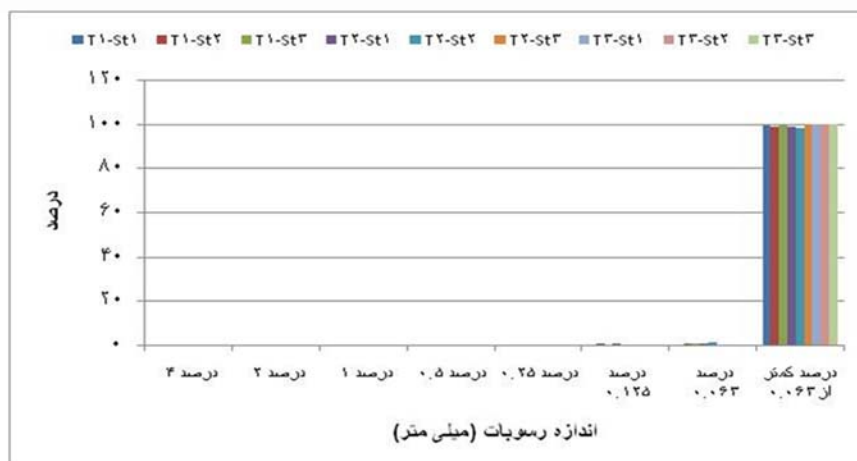 T۱-St۱ T۱-St۲ T۱-St۳ T۲-St۱ T۲-St۲ T۲-St۳ T۳-St۱ T۳-St۲ T۳-St۳
۱۲۰
۱۰۰
۸۰
۶۰
۴۰
۲۰
۰
درصد
درصد ۴
درصد ۲
درصد ۱
درصد ۰.۵
درصد ۰.۲۵
درصد
۰.۱۲۵
درصد
۰.۰۶۳
درصد کمتر
از ۰.۰۶۳
اندازه رسوبات (میلی متر)